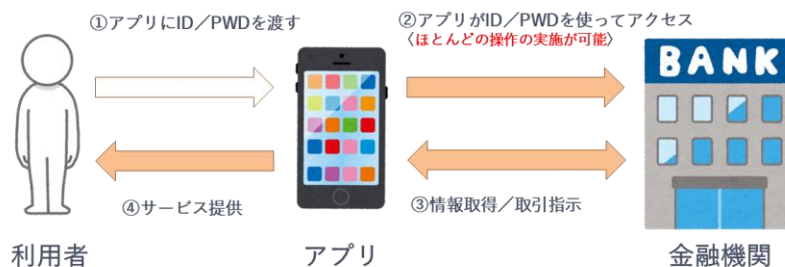 ①アプリにID／PWDを渡す
②アプリがID／PWDを使ってアクセス
〈ほとんどの操作の実施が可能〉
BANK
④サービス提供
③情報取得／取引指示
利用者
アプリ
金融機関